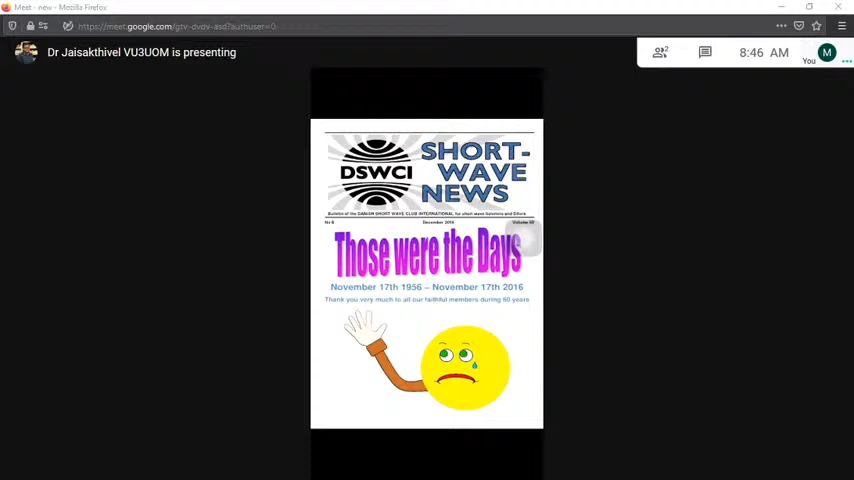 Meet - new - Mozilla Firefox
https://meet.google.com/gtv-dvdv-asd?authuser=0
Dr Jaisakthivel VU3UOM is presenting
2
8:46 AM
You
M
DSWCI
SHORT-
WAVE
NEWS
Bulletin of the DANISH SHORT WAVE CLUB INTERNATIONAL for short wave listeners and DXers
December 2016
Those were the Days
November 17th 1956 – November 17th 2016
Thank you very much to all our faithful members during 60 years